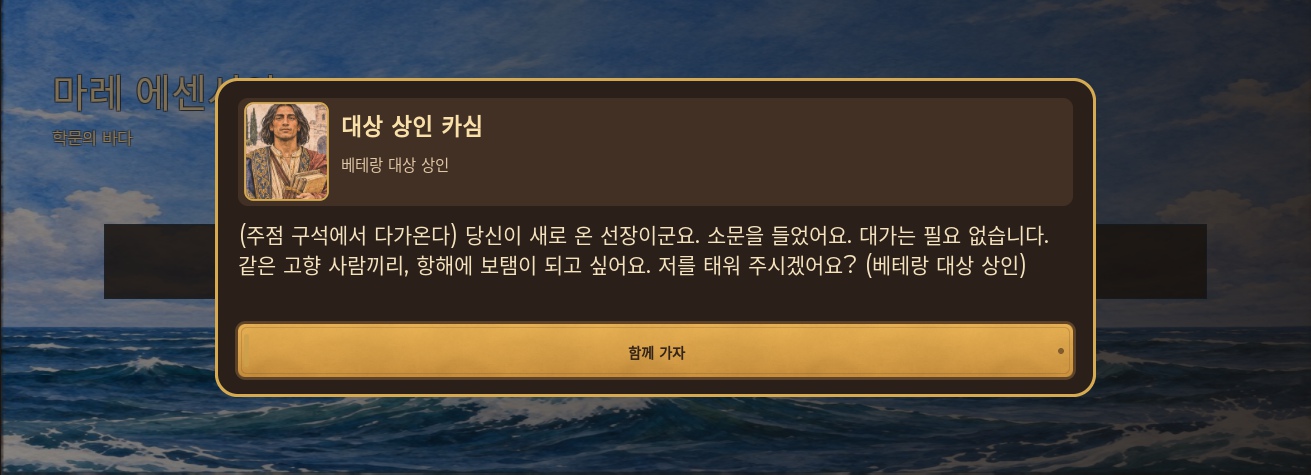 마레 에센
학문의 바다
대상 상인 카심
베테랑 대상 상인
(주점 구석에서 다가온다) 당신이 새로 온 선장이군요. 소문을 들었어요. 대가는 필요 없습니다.
같은 고향 사람끼리, 항해에 보탬이 되고 싶어요. 저를 태워 주시겠어요? (베테랑 대상 상인)
함께 가자